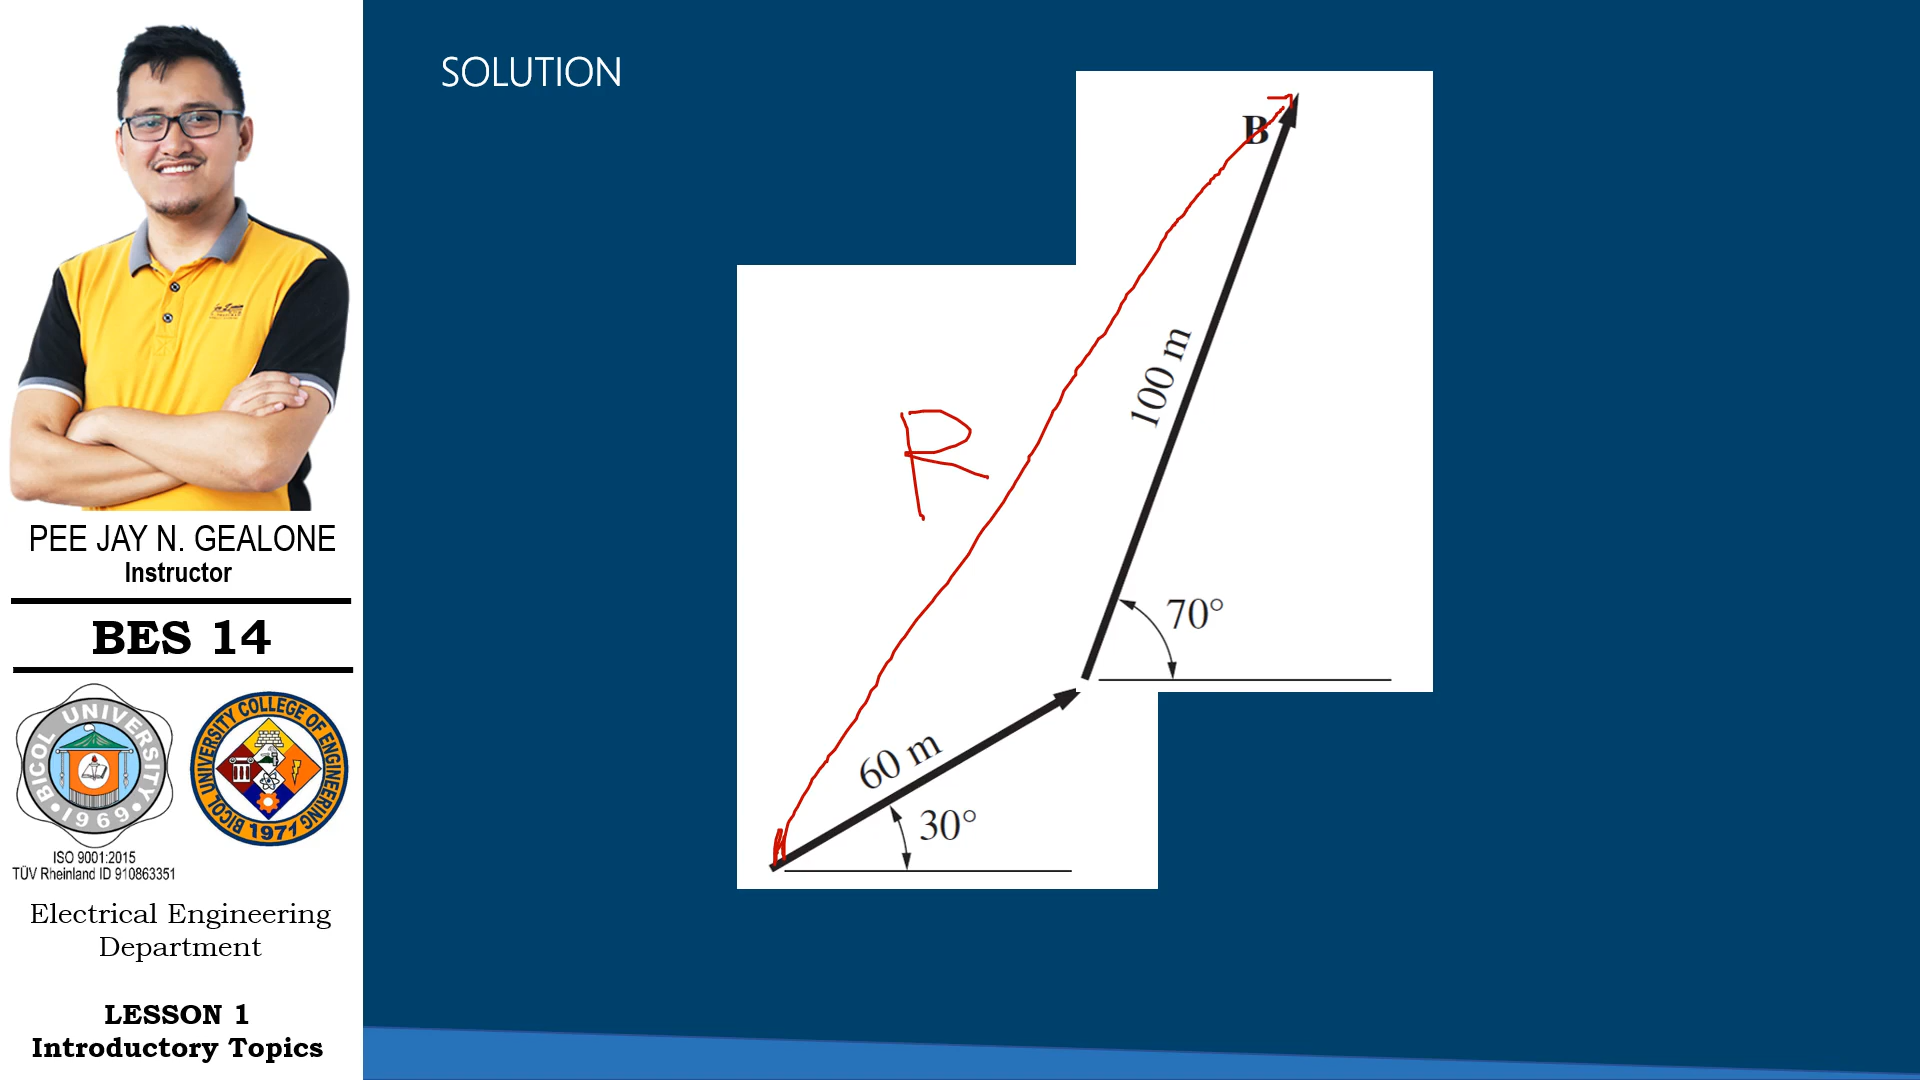 SOLUTION
B
100 m
R
70°
60 m
30°
PEE JAY N. GEALONE
Instructor
BES 14
BICOL UNIVERSITY
• 1969 •
BICOL UNIVERSITY COLLEGE OF ENGINEERING
1971
ISO 9001:2015
TÜV Rheinland ID 910863351
Electrical Engineering
Department
LESSON 1
Introductory Topics